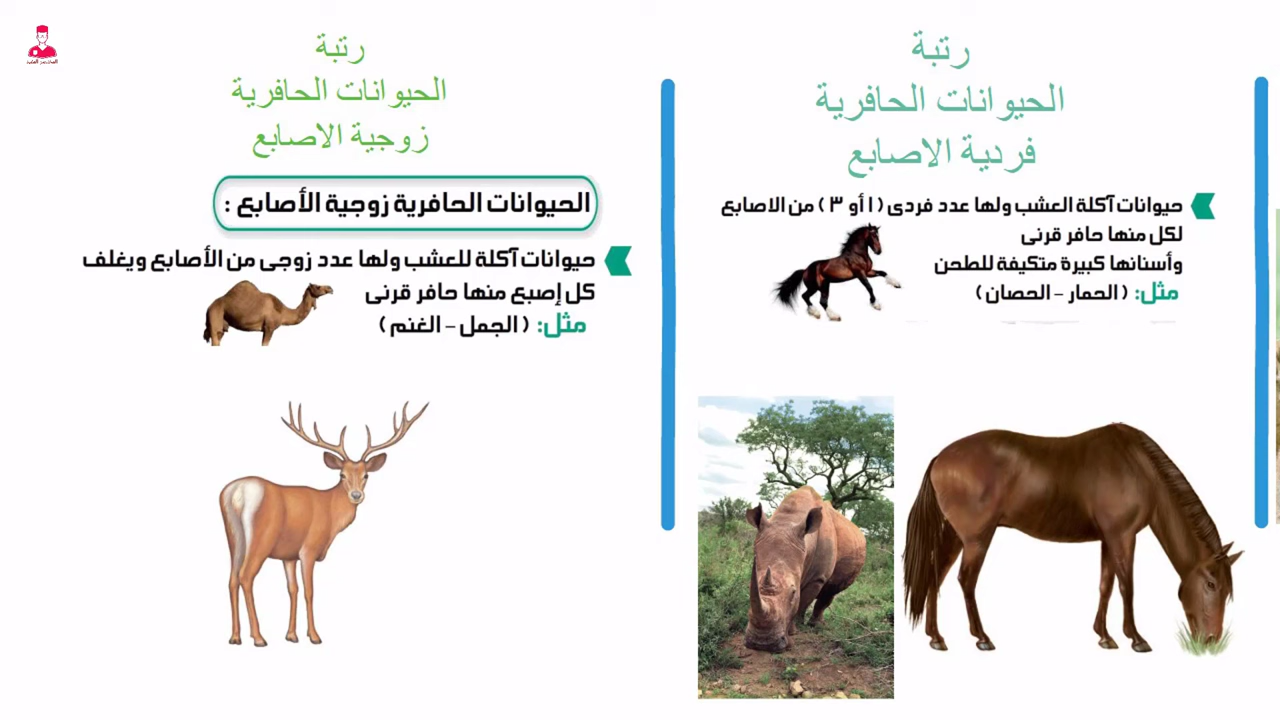 رتبة
الحيوانات الحافرية
فردية الاصابع
حيوانات آكلة العشب ولها عدد فردى ( ١ أو ٣ ) من الاصابع
لكل منها حافر قرنى
وأسنانها كبيرة متكيفة للطحن
مثل: ( الحمار – الحصان )
رتبة
الحيوانات الحافرية
زوجية الاصابع
الحيوانات الحافرية زوجية الأصابع :
حيوانات آكلة للعشب ولها عدد زوجى من الأصابع ويغلف
كل إصبع منها حافر قرنى
مثل: ( الجمل – الغنم )